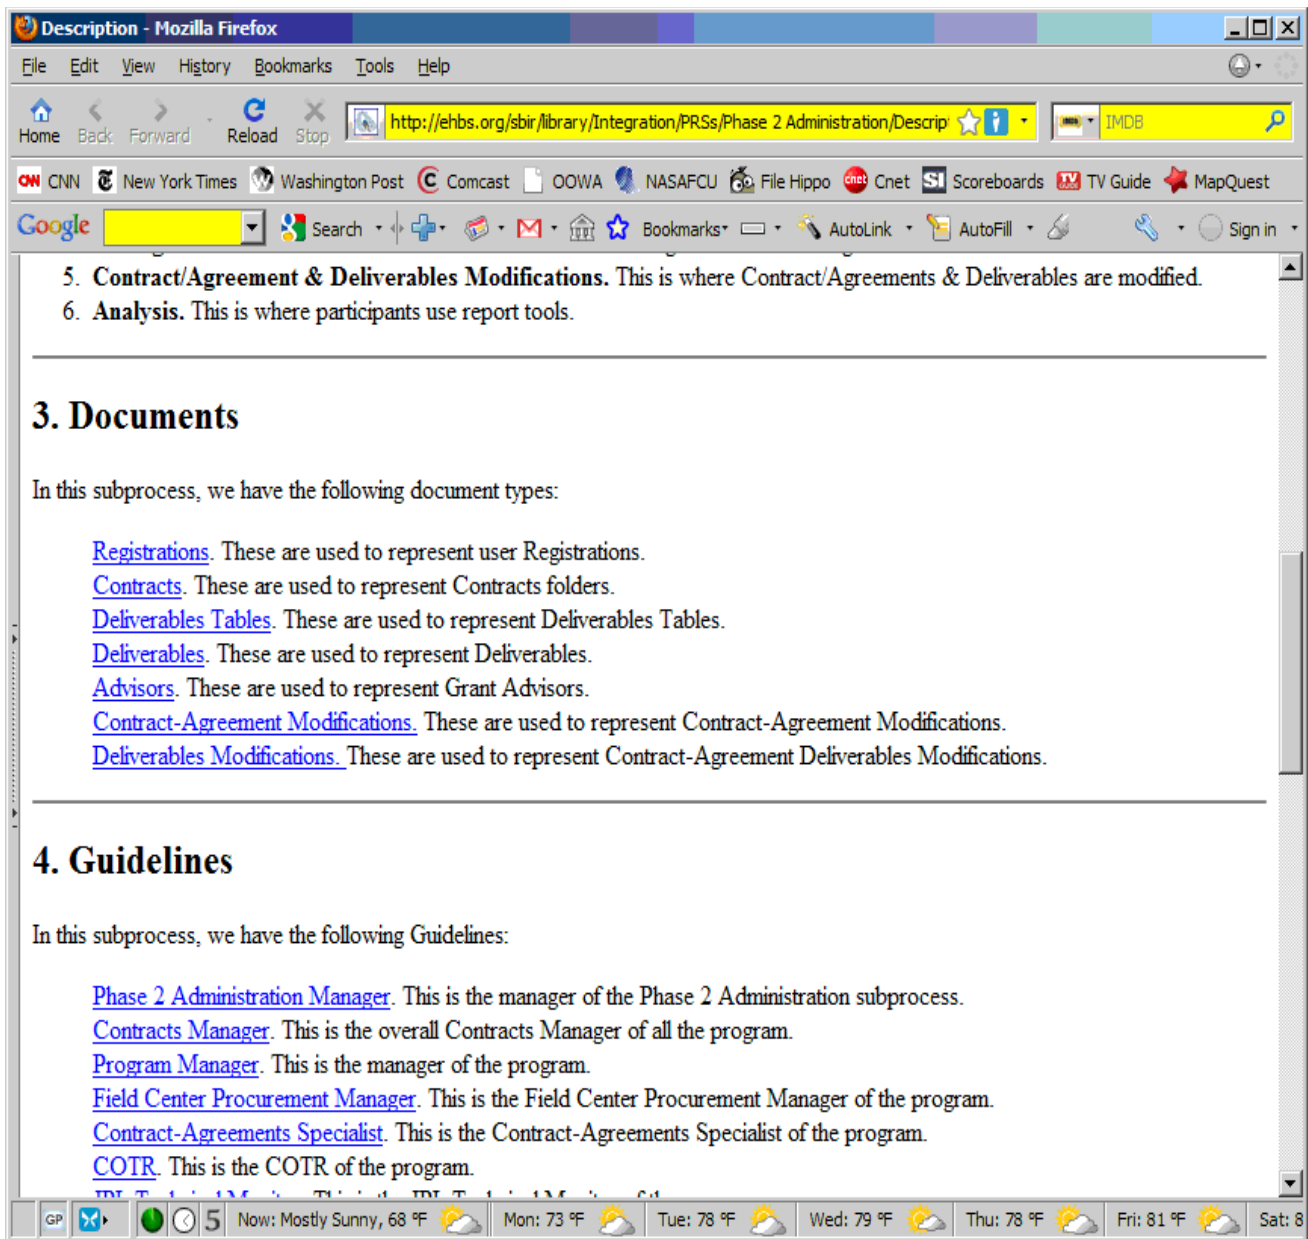 Description - Mozilla Firefox
File Edit View History Bookmarks Tools Help
Home Back Forward Reload Stop http://ehbs.org/sbir/library/Integration/PRSs/Phase 2 Administration/Descrip IMDB
CNN New York Times Washington Post Comcast OOWA NASAFCU File Hippo cnet Cnet SI Scoreboards TV Guide MapQuest
Google Search Bookmarks AutoLink AutoFill Sign in
5. Contract/Agreement & Deliverables Modifications. This is where Contract/Agreements & Deliverables are modified.
6. Analysis. This is where participants use report tools.
3. Documents
In this subprocess, we have the following document types:
Registrations. These are used to represent user Registrations.
Contracts. These are used to represent Contracts folders.
Deliverables Tables. These are used to represent Deliverables Tables.
Deliverables. These are used to represent Deliverables.
Advisors. These are used to represent Grant Advisors.
Contract-Agreement Modifications. These are used to represent Contract-Agreement Modifications.
Deliverables Modifications. These are used to represent Contract-Agreement Deliverables Modifications.
4. Guidelines
In this subprocess, we have the following Guidelines:
Phase 2 Administration Manager. This is the manager of the Phase 2 Administration subprocess.
Contracts Manager. This is the overall Contracts Manager of all the program.
Program Manager. This is the manager of the program.
Field Center Procurement Manager. This is the Field Center Procurement Manager of the program.
Contract-Agreements Specialist. This is the Contract-Agreements Specialist of the program.
COTR. This is the COTR of the program.
GP 5 Now: Mostly Sunny, 68 °F Mon: 73 °F Tue: 78 °F Wed: 79 °F Thu: 78 °F Fri: 81 °F Sat: 8